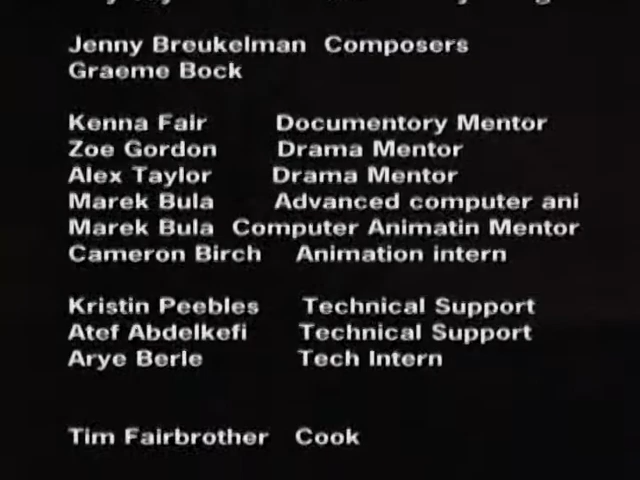 Jenny Breukelman Composers
Graeme Bock
Kenna Fair Documentory Mentor
Zoe Gordon Drama Mentor
Alex Taylor Drama Mentor
Marek Bula Advanced computer ani
Marek Bula Computer Animatin Mentor
Cameron Birch Animation intern
Kristin Peebles Technical Support
Atef Abdelkefi Technical Support
Arye Berle Tech Intern
Tim Fairbrother Cook